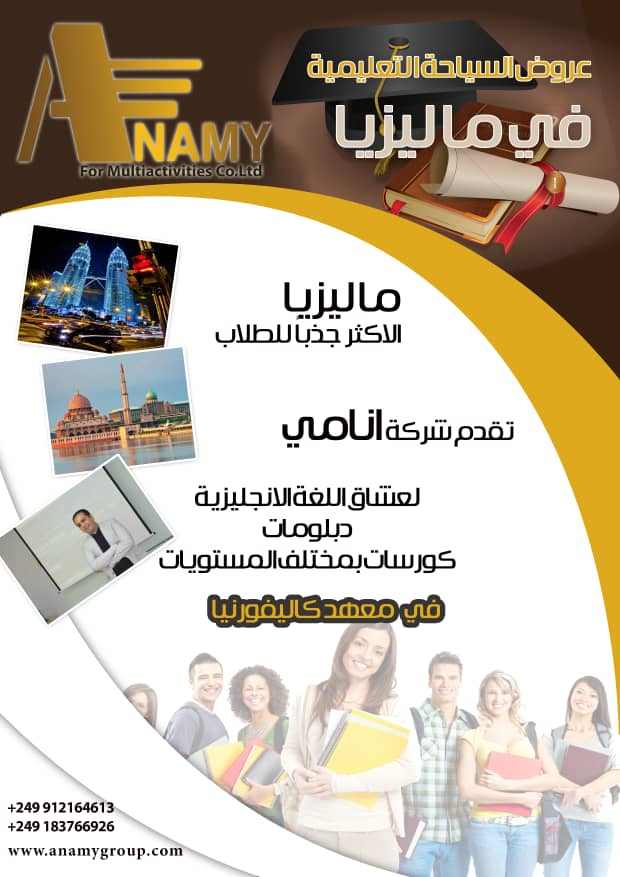 ANAMY
For Multiactivities Co.Ltd
عروض السياحة التعليمية
في ماليزيا
ماليزيا
الاكثر جذبا للطلاب
تقدم شركة انامي
لعشاق اللغة الانجليزية
دبلومات
كورسات بمختلف المستويات
في معهد كاليفورنيا
+249 912164613
+249 183766926
www.anamygroup.com